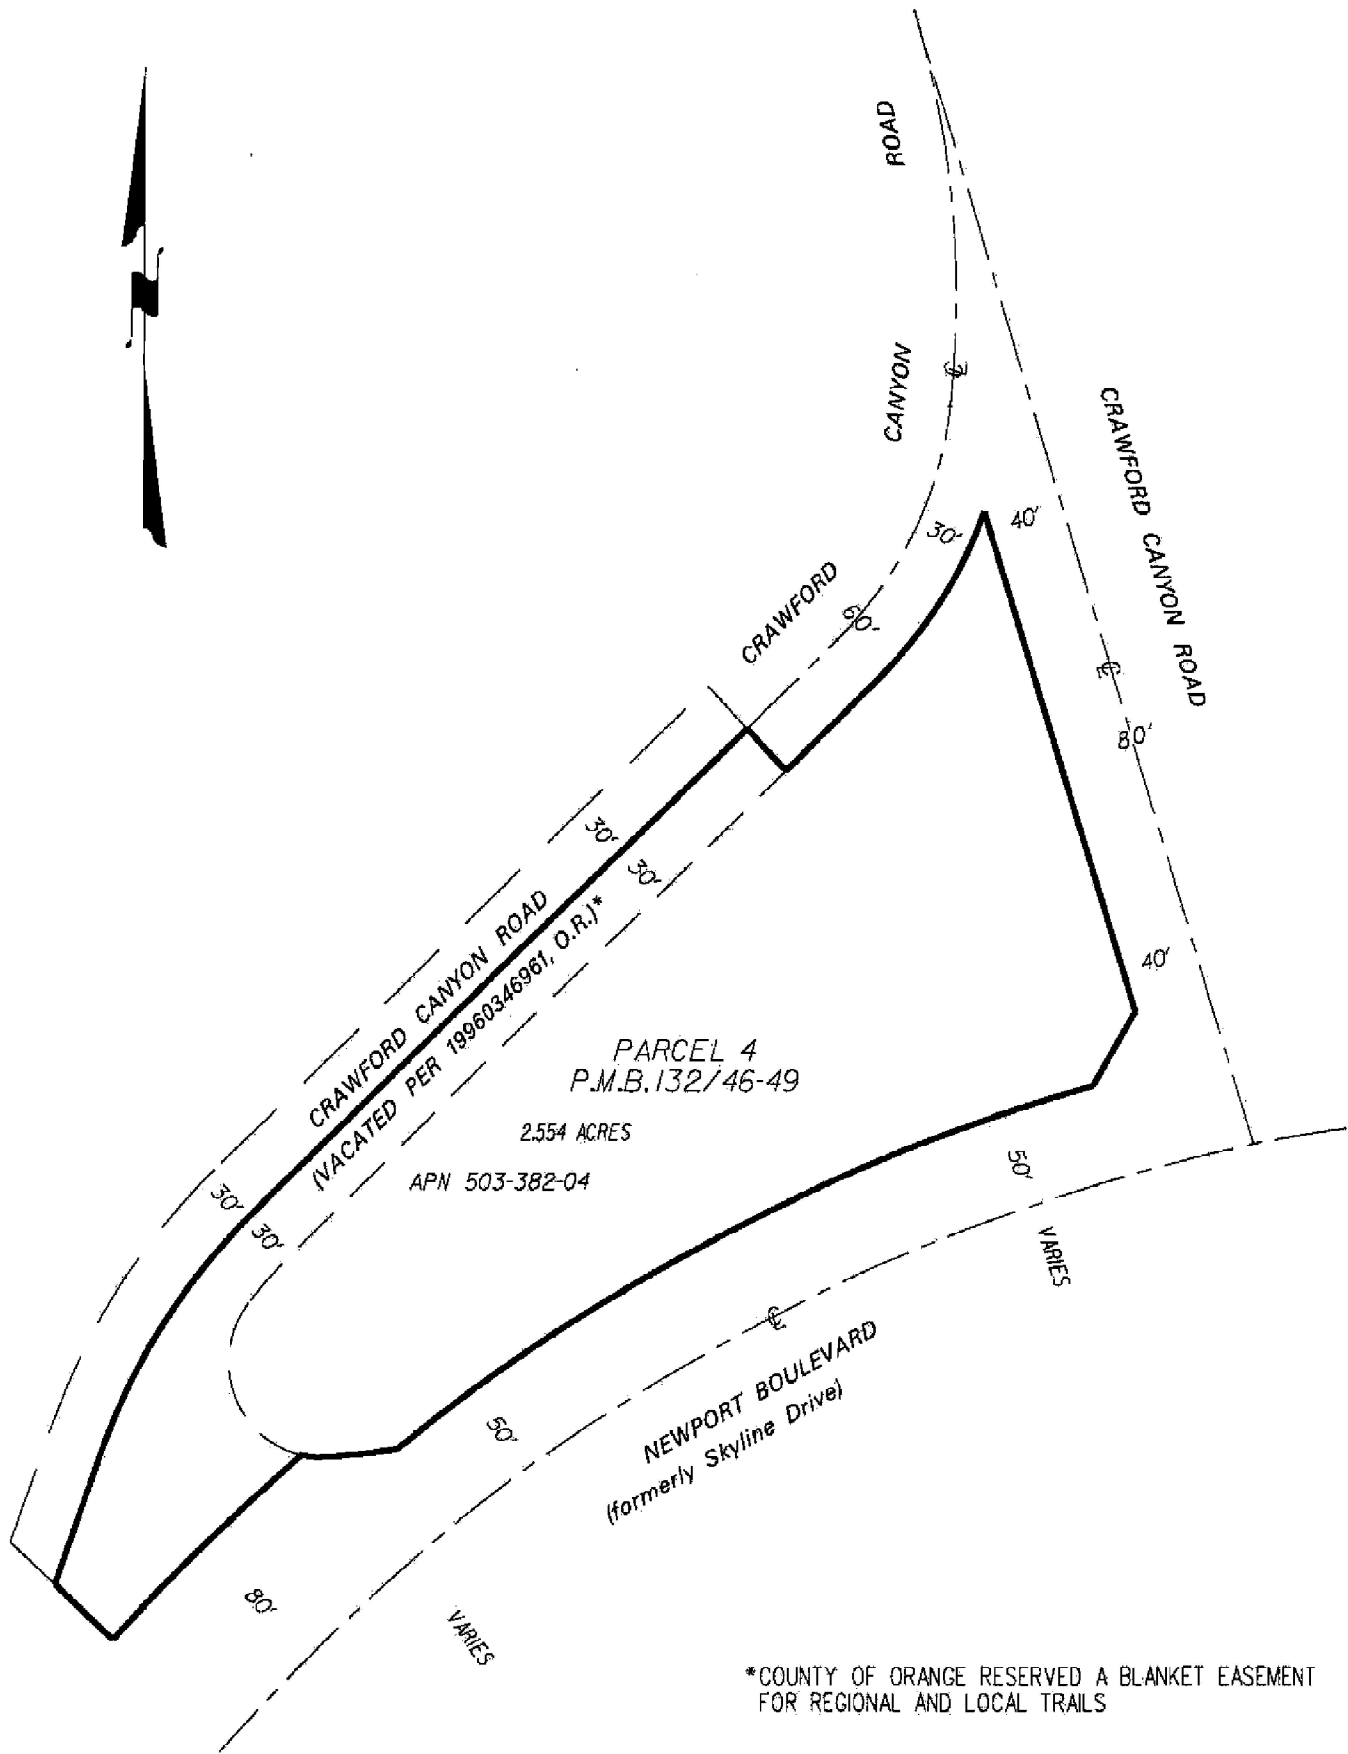 ROAD
CANYON
CRAWFORD
℄
30'
40'
60'
CRAWFORD CANYON ROAD
℄
80'
40'
30'
30'
CRAWFORD CANYON ROAD
(VACATED PER 19960346961, O.R.)*
PARCEL 4
P.M.B.132/46-49
2.554 ACRES
APN 503-382-04
30'
30'
50'
VARIES
℄
NEWPORT BOULEVARD
(formerly Skyline Drive)
50'
80'
VARIES
*COUNTY OF ORANGE RESERVED A BLANKET EASEMENT
FOR REGIONAL AND LOCAL TRAILS